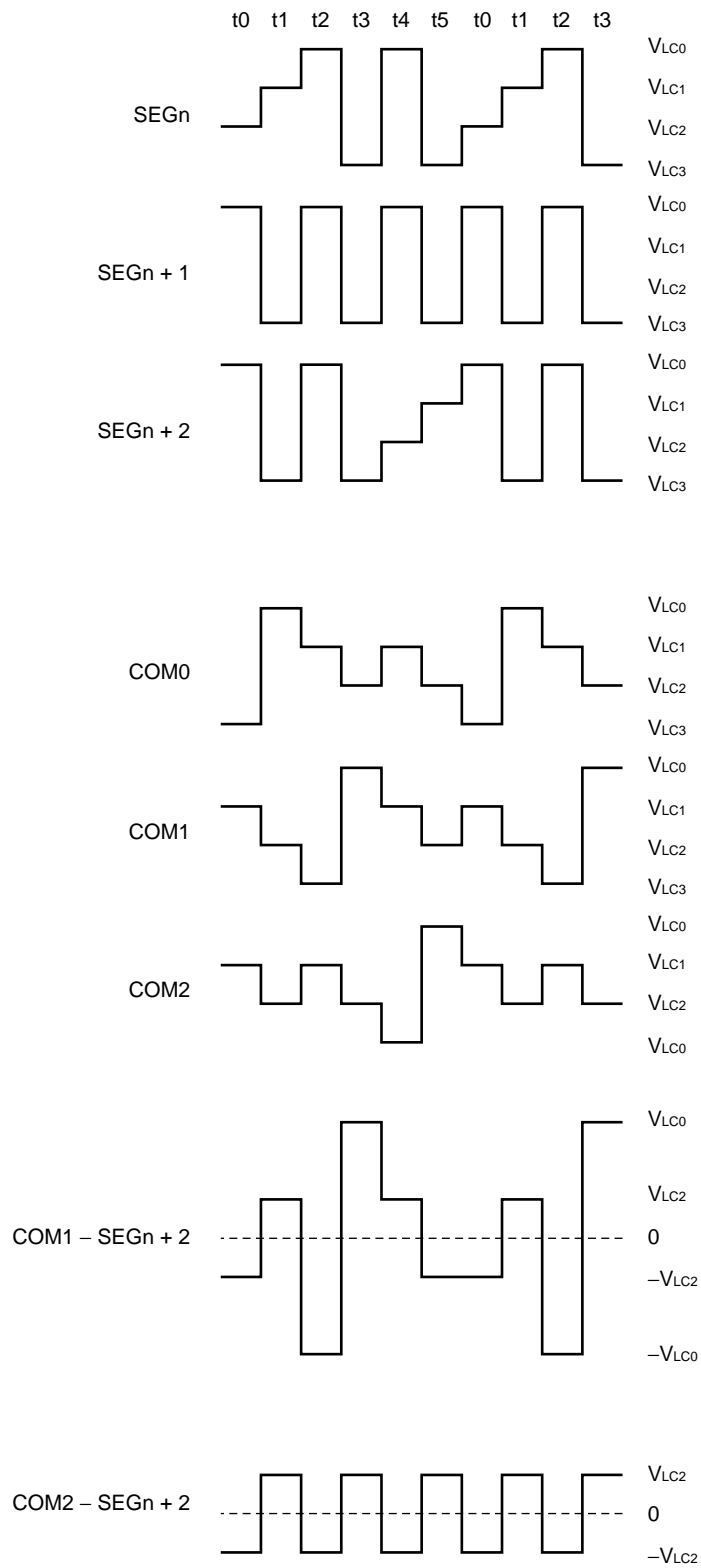 t0 t1 t2 t3 t4 t5 t0 t1 t2 t3
SEGn
VLC0
VLC1
VLC2
VLC3
SEGn + 1
VLC0
VLC1
VLC2
VLC3
SEGn + 2
VLC0
VLC1
VLC2
VLC3
COM0
VLC0
VLC1
VLC2
VLC3
COM1
VLC0
VLC1
VLC2
VLC3
COM2
VLC0
VLC1
VLC2
VLC0
COM1 – SEGn + 2
VLC0
VLC2
0
–VLC2
–VLC0
COM2 – SEGn + 2
VLC2
0
–VLC2